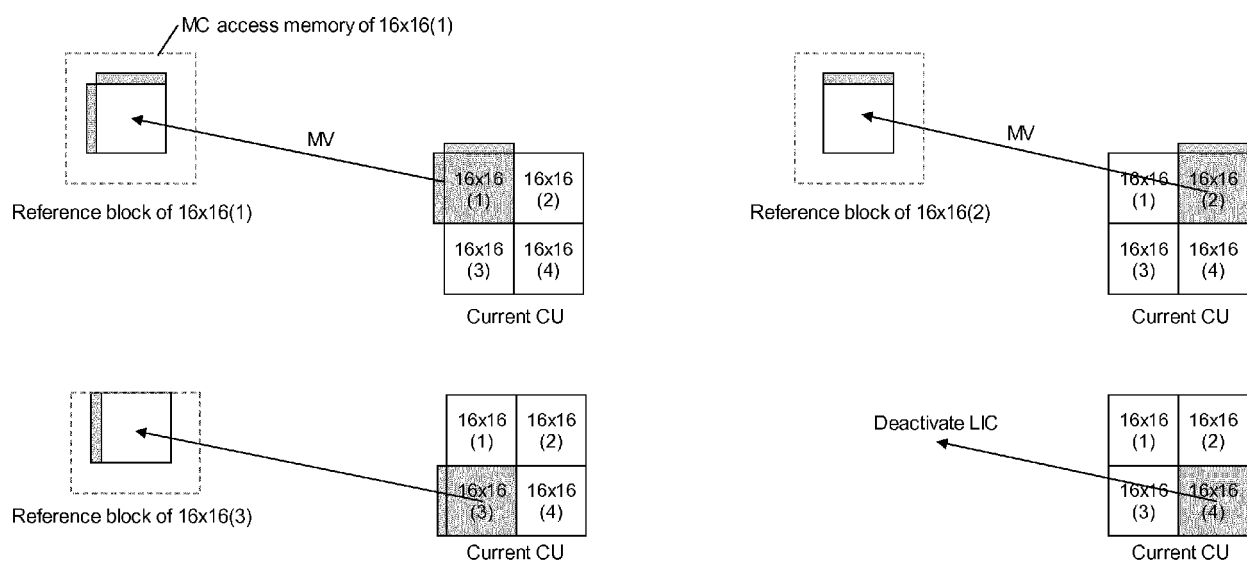 MC access memory of 16x16(1)
MV
16x16
(1)
16x16
(2)
16x16
(3)
16x16
(4)
Reference block of 16x16(1)
Current CU
MV
16x16
(1)
16x16
(2)
16x16
(3)
16x16
(4)
Reference block of 16x16(2)
Current CU
16x16
(1)
16x16
(2)
16x16
(3)
16x16
(4)
Reference block of 16x16(3)
Current CU
Deactivate LIC
16x16
(1)
16x16
(2)
16x16
(3)
16x16
(4)
Current CU